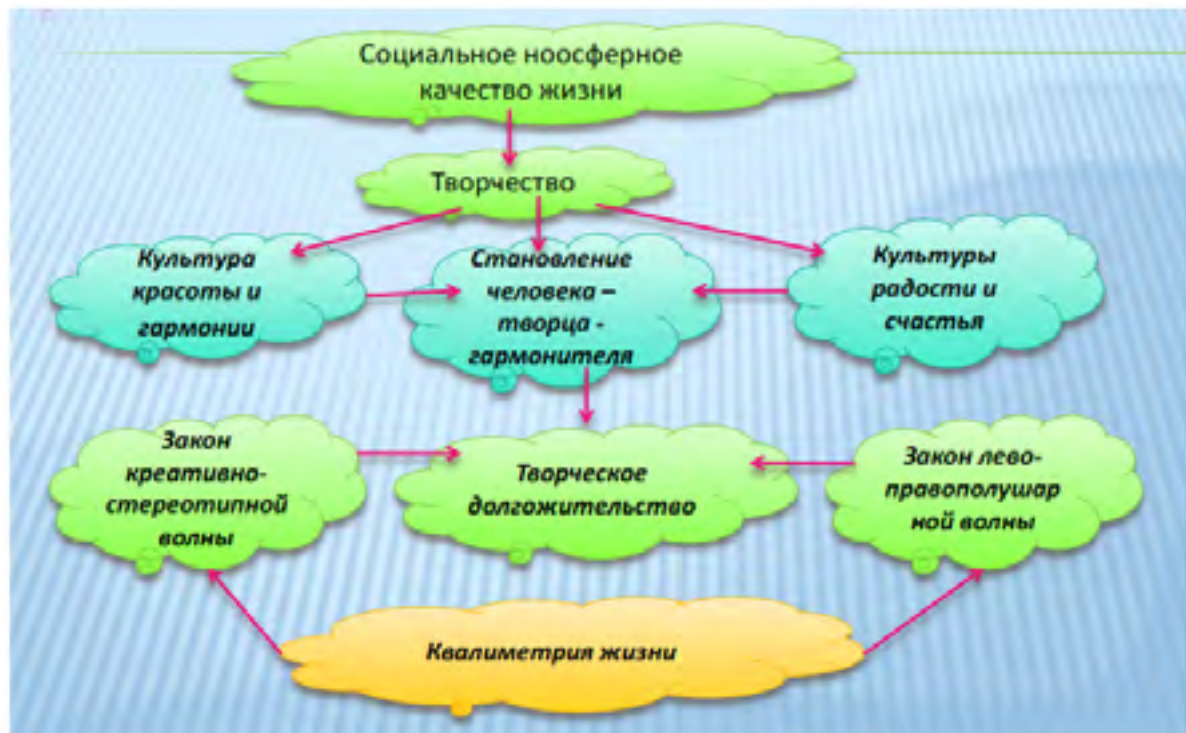 Социальное ноосферное
качество жизни
Творчество
Культура
красоты и
гармонии
Становление
человека –
творца -
гармонителя
Культуры
радости и
счастья
Закон
креативно-
стереотипной
волны
Творческое
долгожительство
Закон лево-
правополушар
ной волны
Квалиметрия жизни